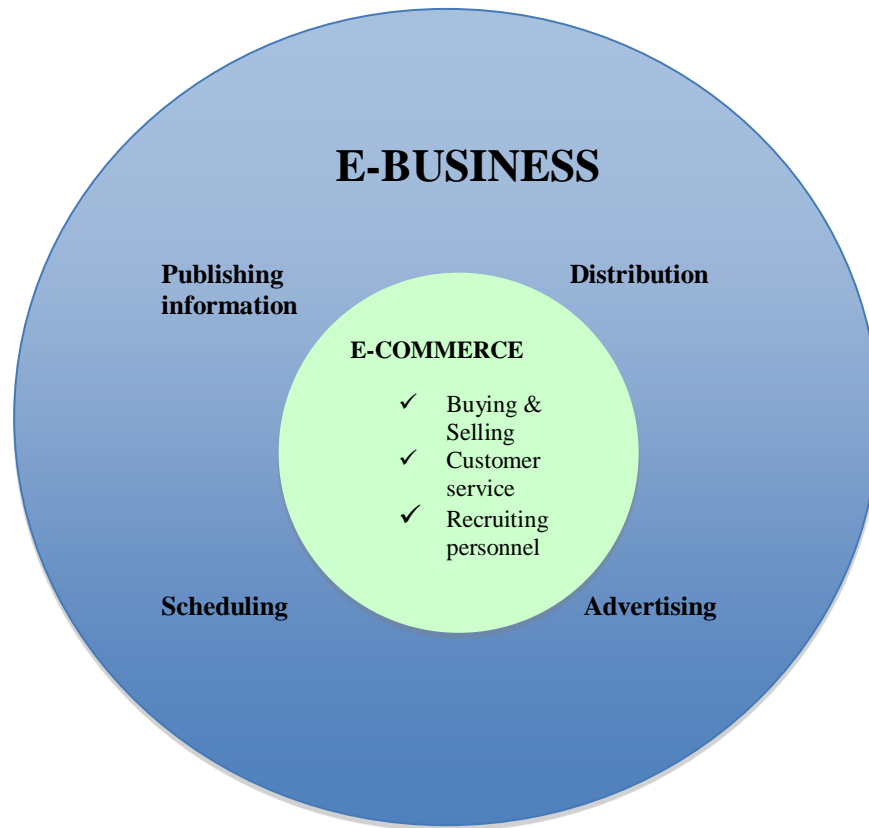 E-BUSINESS
Publishing
information
Distribution
E-COMMERCE
✓ Buying &
Selling
✓ Customer
service
✓ Recruiting
personnel
Scheduling
Advertising